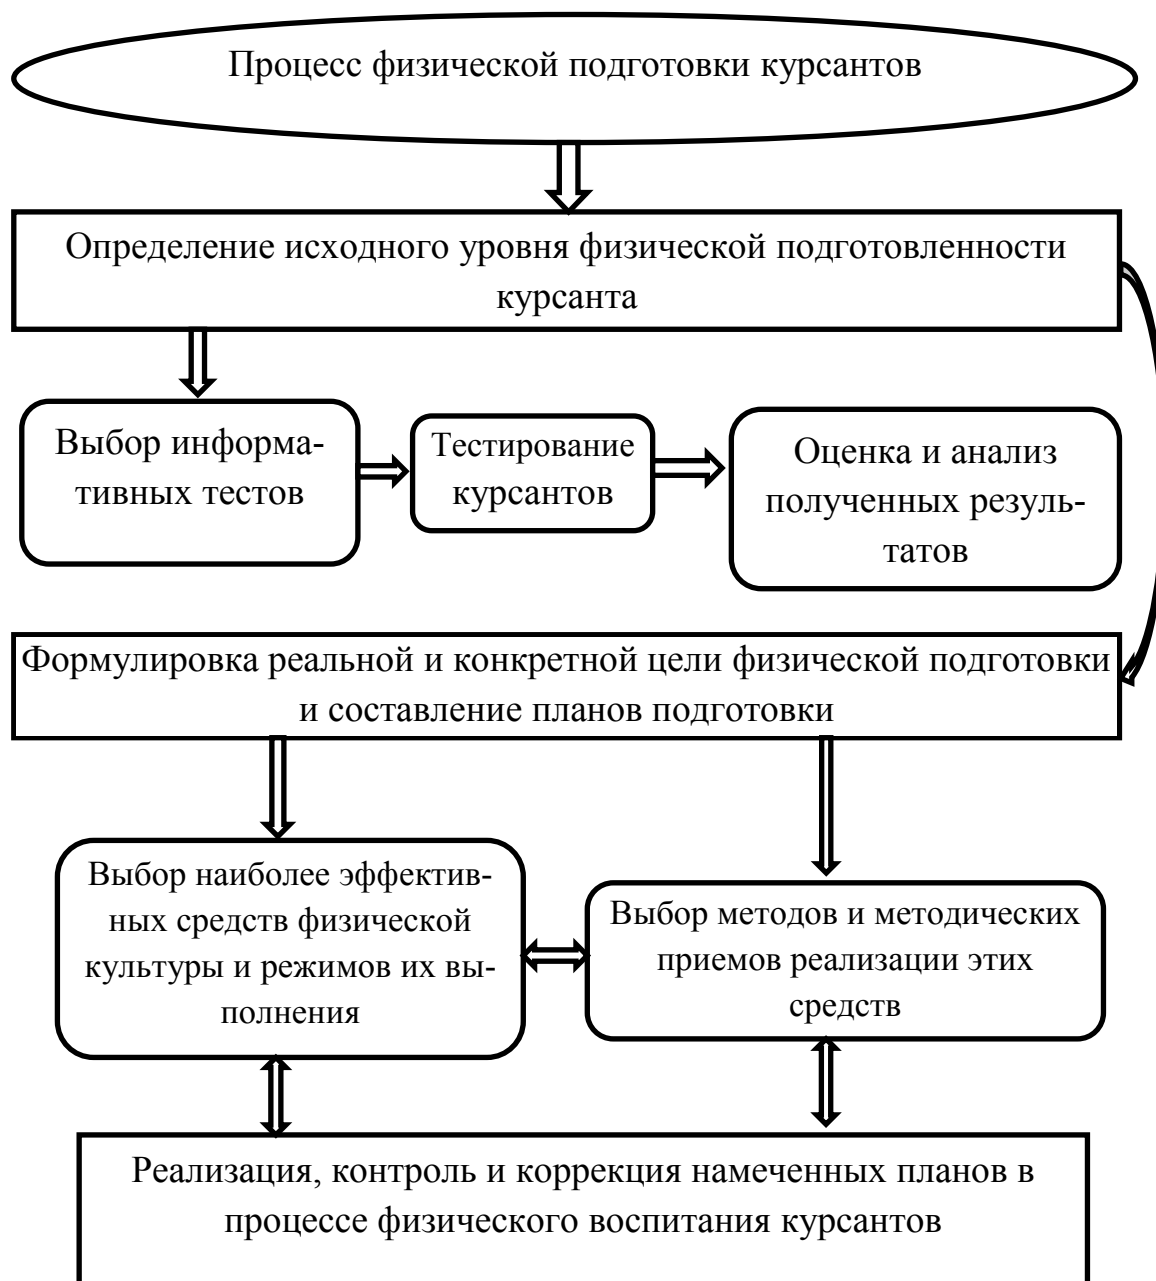 Процесс физической подготовки курсантов
Определение исходного уровня физической подготовленности
курсанта
Выбор информа-
тивных тестов
Тестирование
курсантов
Оценка и анализ
полученных резуль-
татов
Формулировка реальной и конкретной цели физической подготовки
и составление планов подготовки
Выбор наиболее эффектив-
ных средств физической
культуры и режимов их вы-
полнения
Выбор методов и методических
приемов реализации этих
средств
Реализация, контроль и коррекция намеченных планов в
процессе физического воспитания курсантов